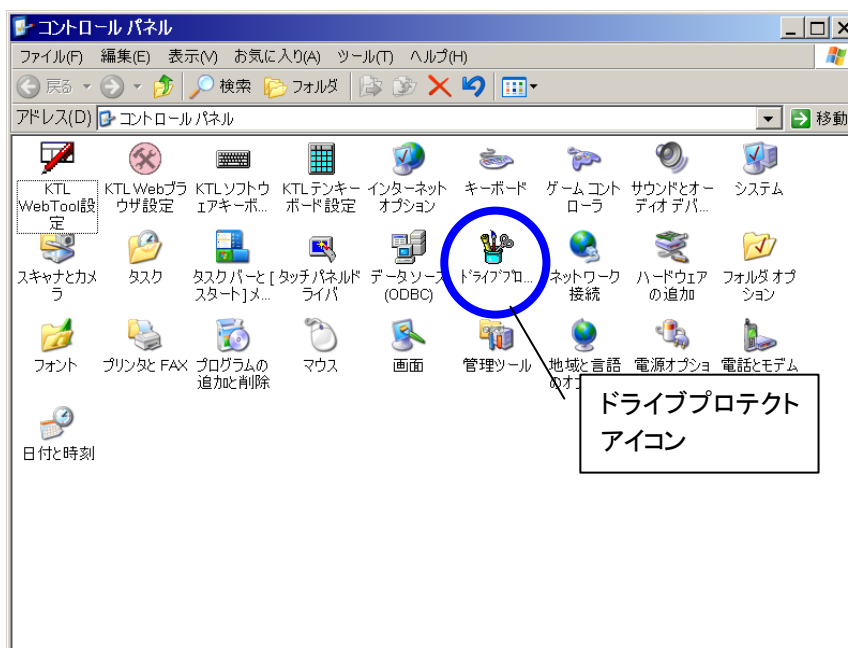 コントロール パネル
ファイル(F) 編集(E) 表示(V) お気に入り(A) ツール(T) ヘルプ(H)
戻る 検索 フォルダ
アドレス(D) コントロール パネル 移動
KTL WebTool設定
KTL Webブラウザ設定
KTL ソフトウェアキーボ...
KTL テンキーボード設定
インターネット オプション
キーボード
ゲーム コントローラ
サウンドとオーディオ デバ...
システム
スキャナとカメラ
タスク
タスク バーと [スタート] メ...
タッチパネルドライバ
データ ソース (ODBC)
ドライブプロ...
ネットワーク接続
ハードウェアの追加
フォルダ オプション
フォント
プリンタと FAX
プログラムの追加と削除
マウス
画面
管理ツール
地域と言語のオ
電源オプショ
電話とモデム
日付と時刻
ドライブプロテクト
アイコン